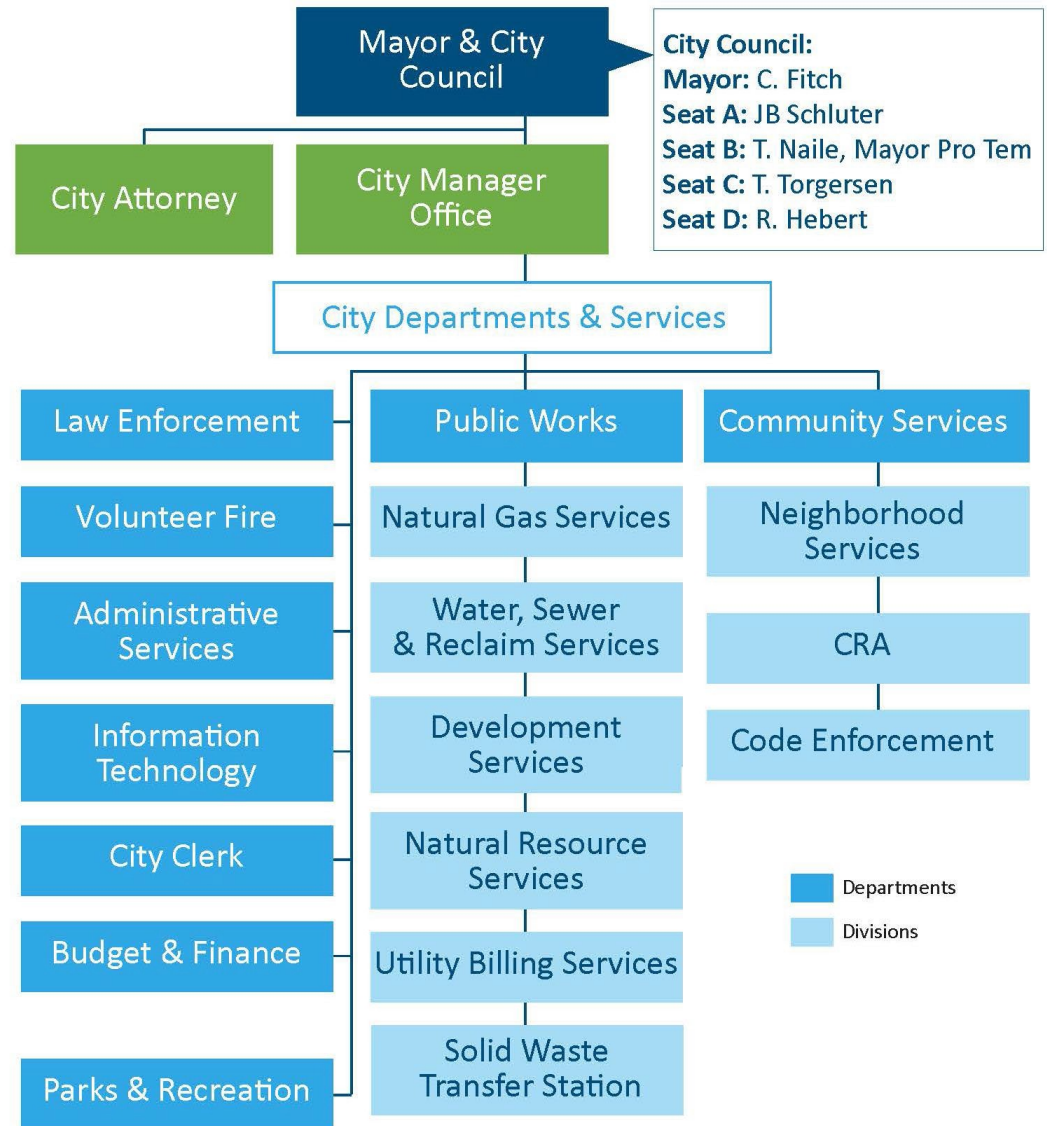 Mayor & City
Council
City Council:
Mayor: C. Fitch
Seat A: JB Schluter
Seat B: T. Naile, Mayor Pro Tem
Seat C: T. Torgersen
Seat D: R. Hebert
City Attorney
City Manager
Office
City Departments & Services
Law Enforcement
Volunteer Fire
Administrative
Services
Information
Technology
City Clerk
Budget & Finance
Parks & Recreation
Public Works
Natural Gas Services
Water, Sewer
& Reclaim Services
Development
Services
Natural Resource
Services
Utility Billing Services
Solid Waste
Transfer Station
Community Services
Neighborhood
Services
CRA
Code Enforcement
Departments
Divisions